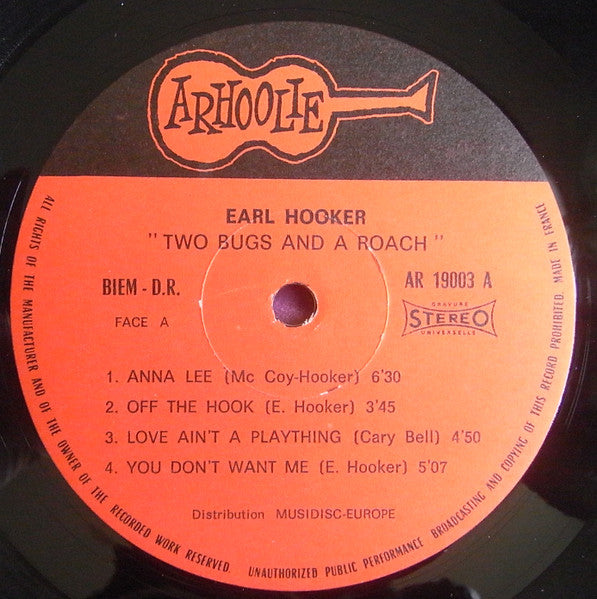 ARHOOLIE
EARL HOOKER
" TWO BUGS AND A ROACH "
BIEM - D.R.
AR 19003 A
FACE A
GRAVURE
STEREO
UNIVERSELLE
1. ANNA LEE (Mc Coy-Hooker) 6'30
2. OFF THE HOOK (E. Hooker) 3'45
3. LOVE AIN'T A PLAYTHING (Cary Bell) 4'50
4. YOU DON'T WANT ME (E. Hooker) 5'07
Distribution MUSIDISC-EUROPE
ALL RIGHTS OF THE MANUFACTURER AND OF THE OWNER OF THE RECORDED WORK RESERVED. UNAUTHORIZED PUBLIC PERFORMANCE BROADCASTING AND COPYING OF THIS RECORD PROHIBITED. MADE IN FRANCE